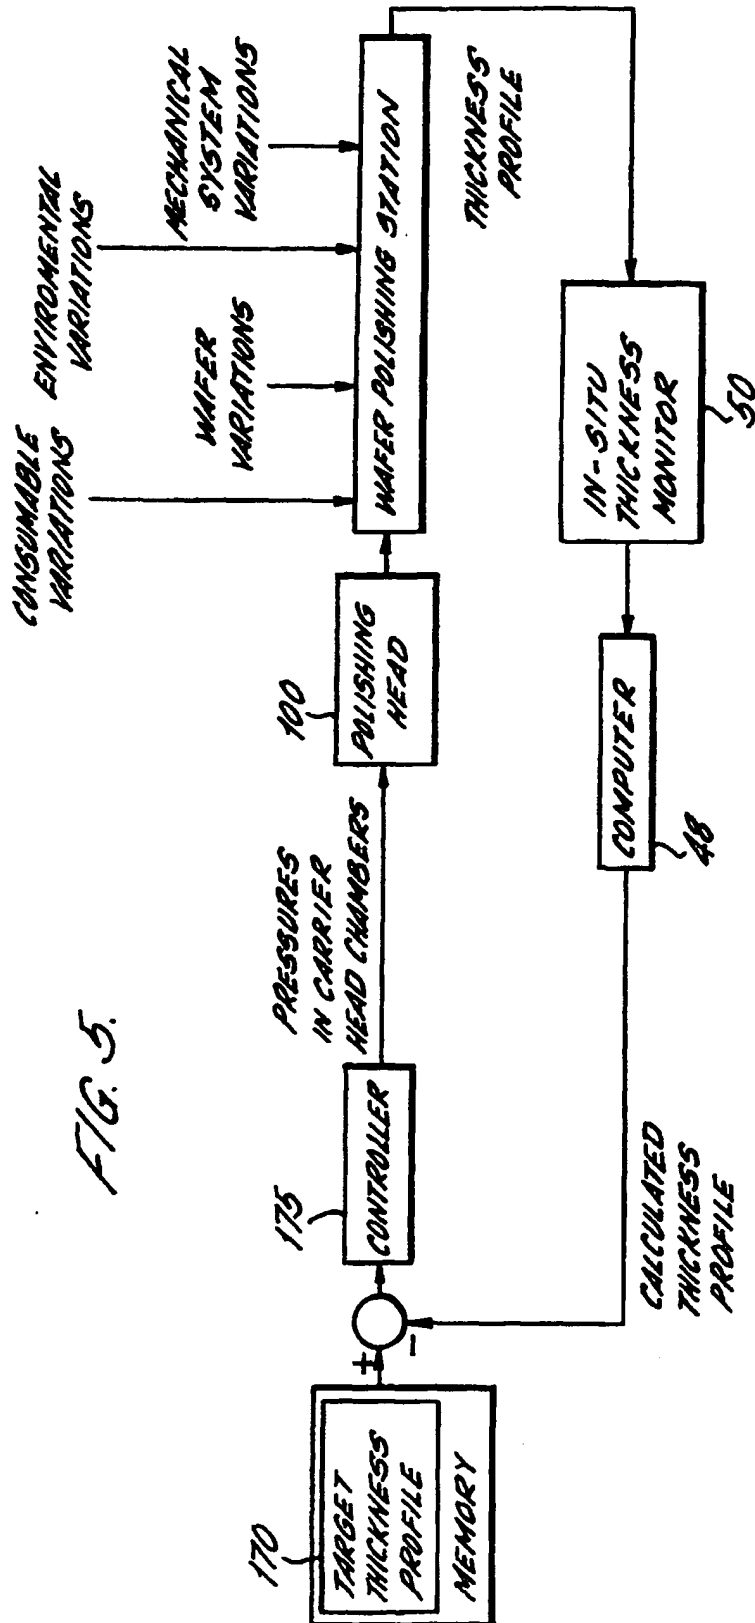 FIG. 5.
CONSUMABLE
VARIATIONS
ENVIROMENTAL
VARIATIONS
WAFER
VARIATIONS
MECHANICAL
SYSTEM
VARIATIONS
170
TARGET
THICKNESS
PROFILE
MEMORY
+
-
175
CONTROLLER
PRESSURES
IN CARRIER
HEAD CHAMBERS
100
POLISHING
HEAD
WAFER POLISHING STATION
THICKNESS
PROFILE
IN-SITU
THICKNESS
MONITOR
50
COMPUTER
48
CALCULATED
THICKNESS
PROFILE